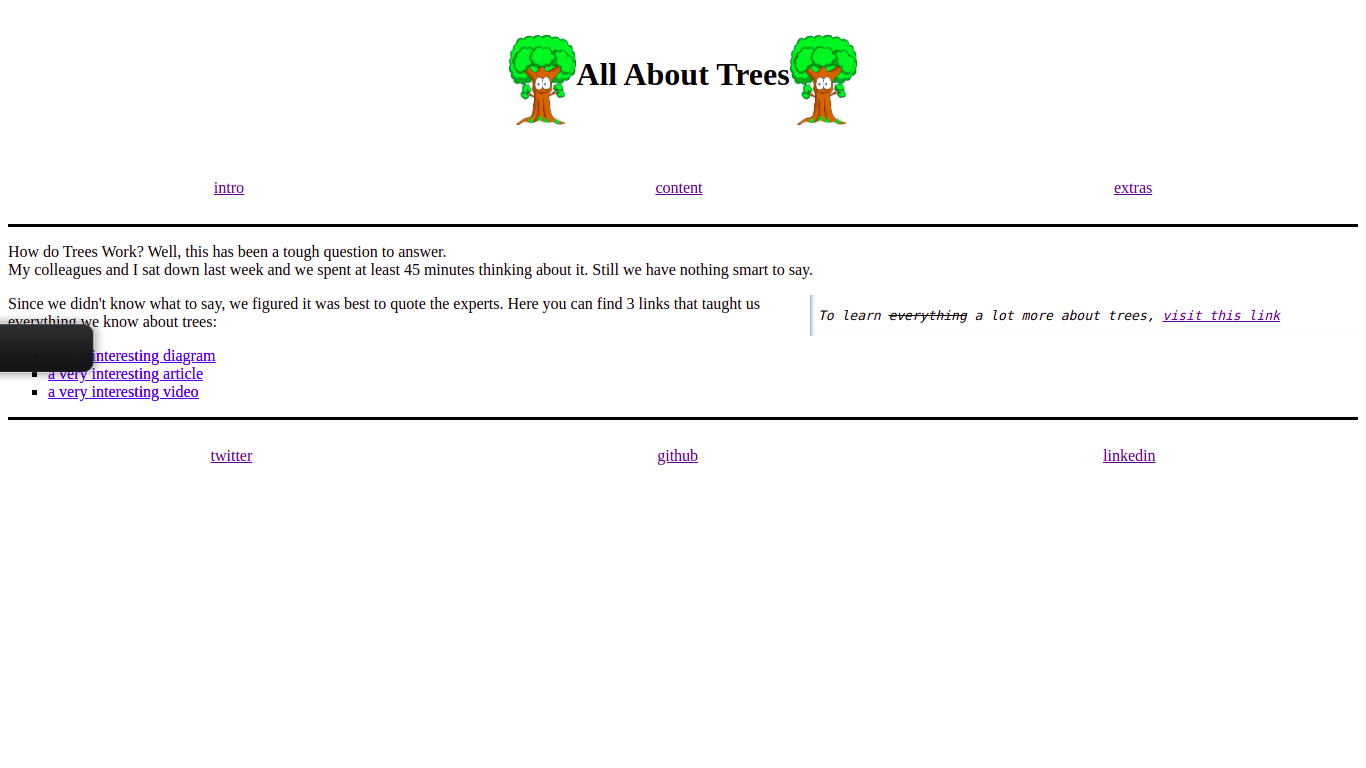 All About Trees
intro content extras
How do Trees Work? Well, this has been a tough question to answer.
My colleagues and I sat down last week and we spent at least 45 minutes thinking about it. Still we have nothing smart to say.
Since we didn't know what to say, we figured it was best to quote the experts. Here you can find 3 links that taught us
everything we know about trees:
To learn everything a lot more about trees, visit this link
interesting diagram
a very interesting article
a very interesting video
twitter github linkedin